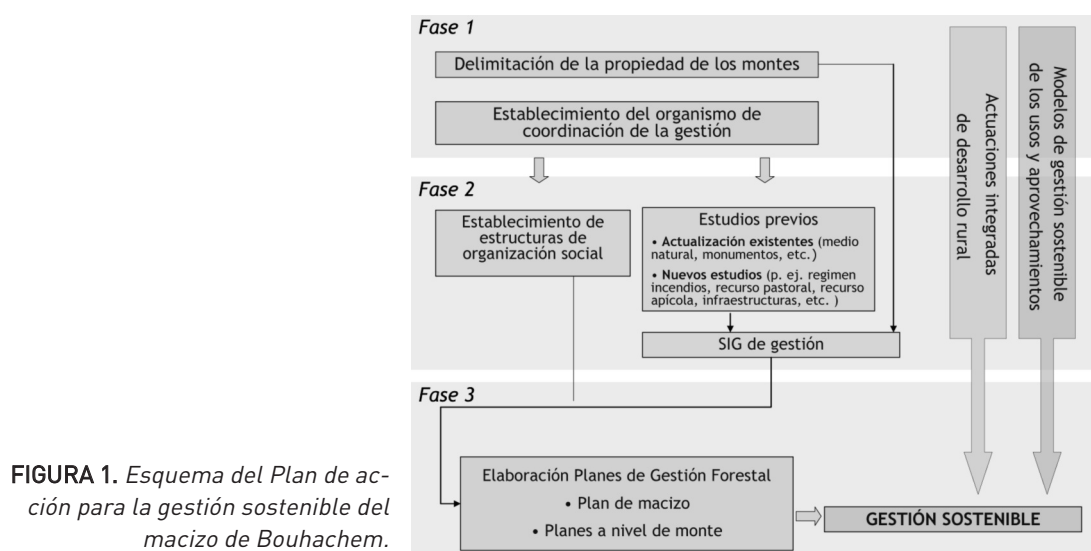 Fase 1
Delimitación de la propiedad de los montes
Establecimiento del organismo de
coordinación de la gestión
Fase 2
Establecimiento de
estructuras de
organización social
Estudios previos
• Actualización existentes (medio
natural, monumentos, etc.)
• Nuevos estudios (p. ej. regimen
incendios, recurso pastoral, recurso
apícola, infraestructuras, etc. )
SIG de gestión
Fase 3
Elaboración Planes de Gestión Forestal
• Plan de macizo
• Planes a nivel de monte
GESTIÓN SOSTENIBLE
Actuaciones integradas
de desarrollo rural
Modelos de gestión sostenible
de los usos y aprovechamientos
FIGURA 1. Esquema del Plan de ac-
ción para la gestión sostenible del
macizo de Bouhachem.